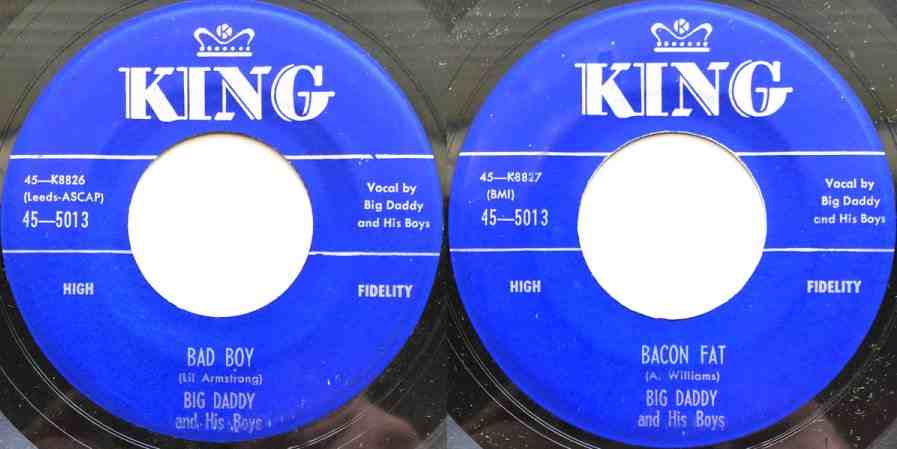 K
KING
45—K8826
(Leeds-ASCAP)
45—5013
Vocal by
Big Daddy
and His Boys
HIGH
FIDELITY
BAD BOY
(Lil Armstrong)
BIG DADDY
and His Boys
K
KING
45—K8827
(BMI)
45—5013
Vocal by
Big Daddy
and His Boys
HIGH
FIDELITY
BACON FAT
(A. Williams)
BIG DADDY
and His Boys